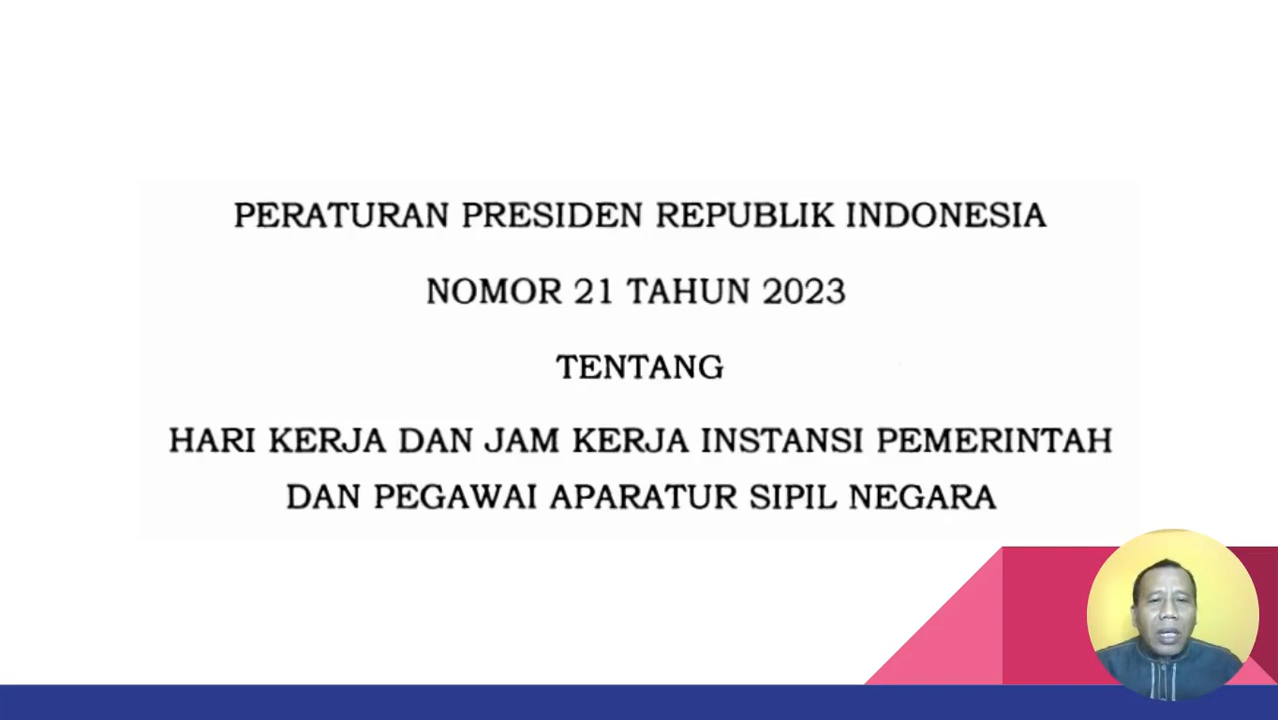 PERATURAN PRESIDEN REPUBLIK INDONESIA
NOMOR 21 TAHUN 2023
TENTANG
HARI KERJA DAN JAM KERJA INSTANSI PEMERINTAH
DAN PEGAWAI APARATUR SIPIL NEGARA